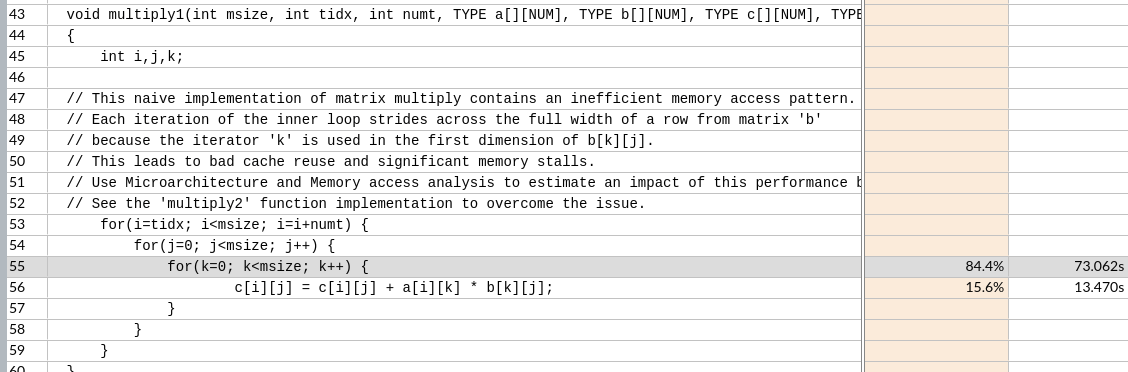 43 void multiply1(int msize, int tidx, int numt, TYPE a[][NUM], TYPE b[][NUM], TYPE c[][NUM], TYPE
44 {
45 int i,j,k;
46
47 // This naive implementation of matrix multiply contains an inefficient memory access pattern.
48 // Each iteration of the inner loop strides across the full width of a row from matrix 'b'
49 // because the iterator 'k' is used in the first dimension of b[k][j].
50 // This leads to bad cache reuse and significant memory stalls.
51 // Use Microarchitecture and Memory access analysis to estimate an impact of this performance
52 // See the 'multiply2' function implementation to overcome the issue.
53 for(i=tidx; i<msize; i=i+numt) {
54 for(j=0; j<msize; j++) {
55 for(k=0; k<msize; k++) { 84.4% 73.062s
56 c[i][j] = c[i][j] + a[i][k] * b[k][j]; 15.6% 13.470s
57 }
58 }
59 }
60 }